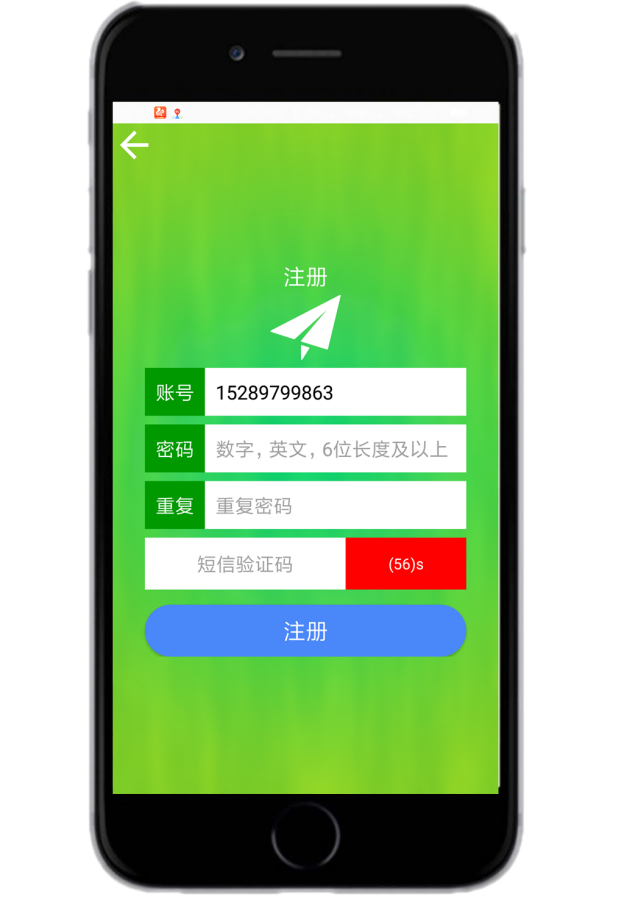 注册
账号 15289799863
密码 数字，英文，6位长度及以上
重复 重复密码
短信验证码 (56)s
注册